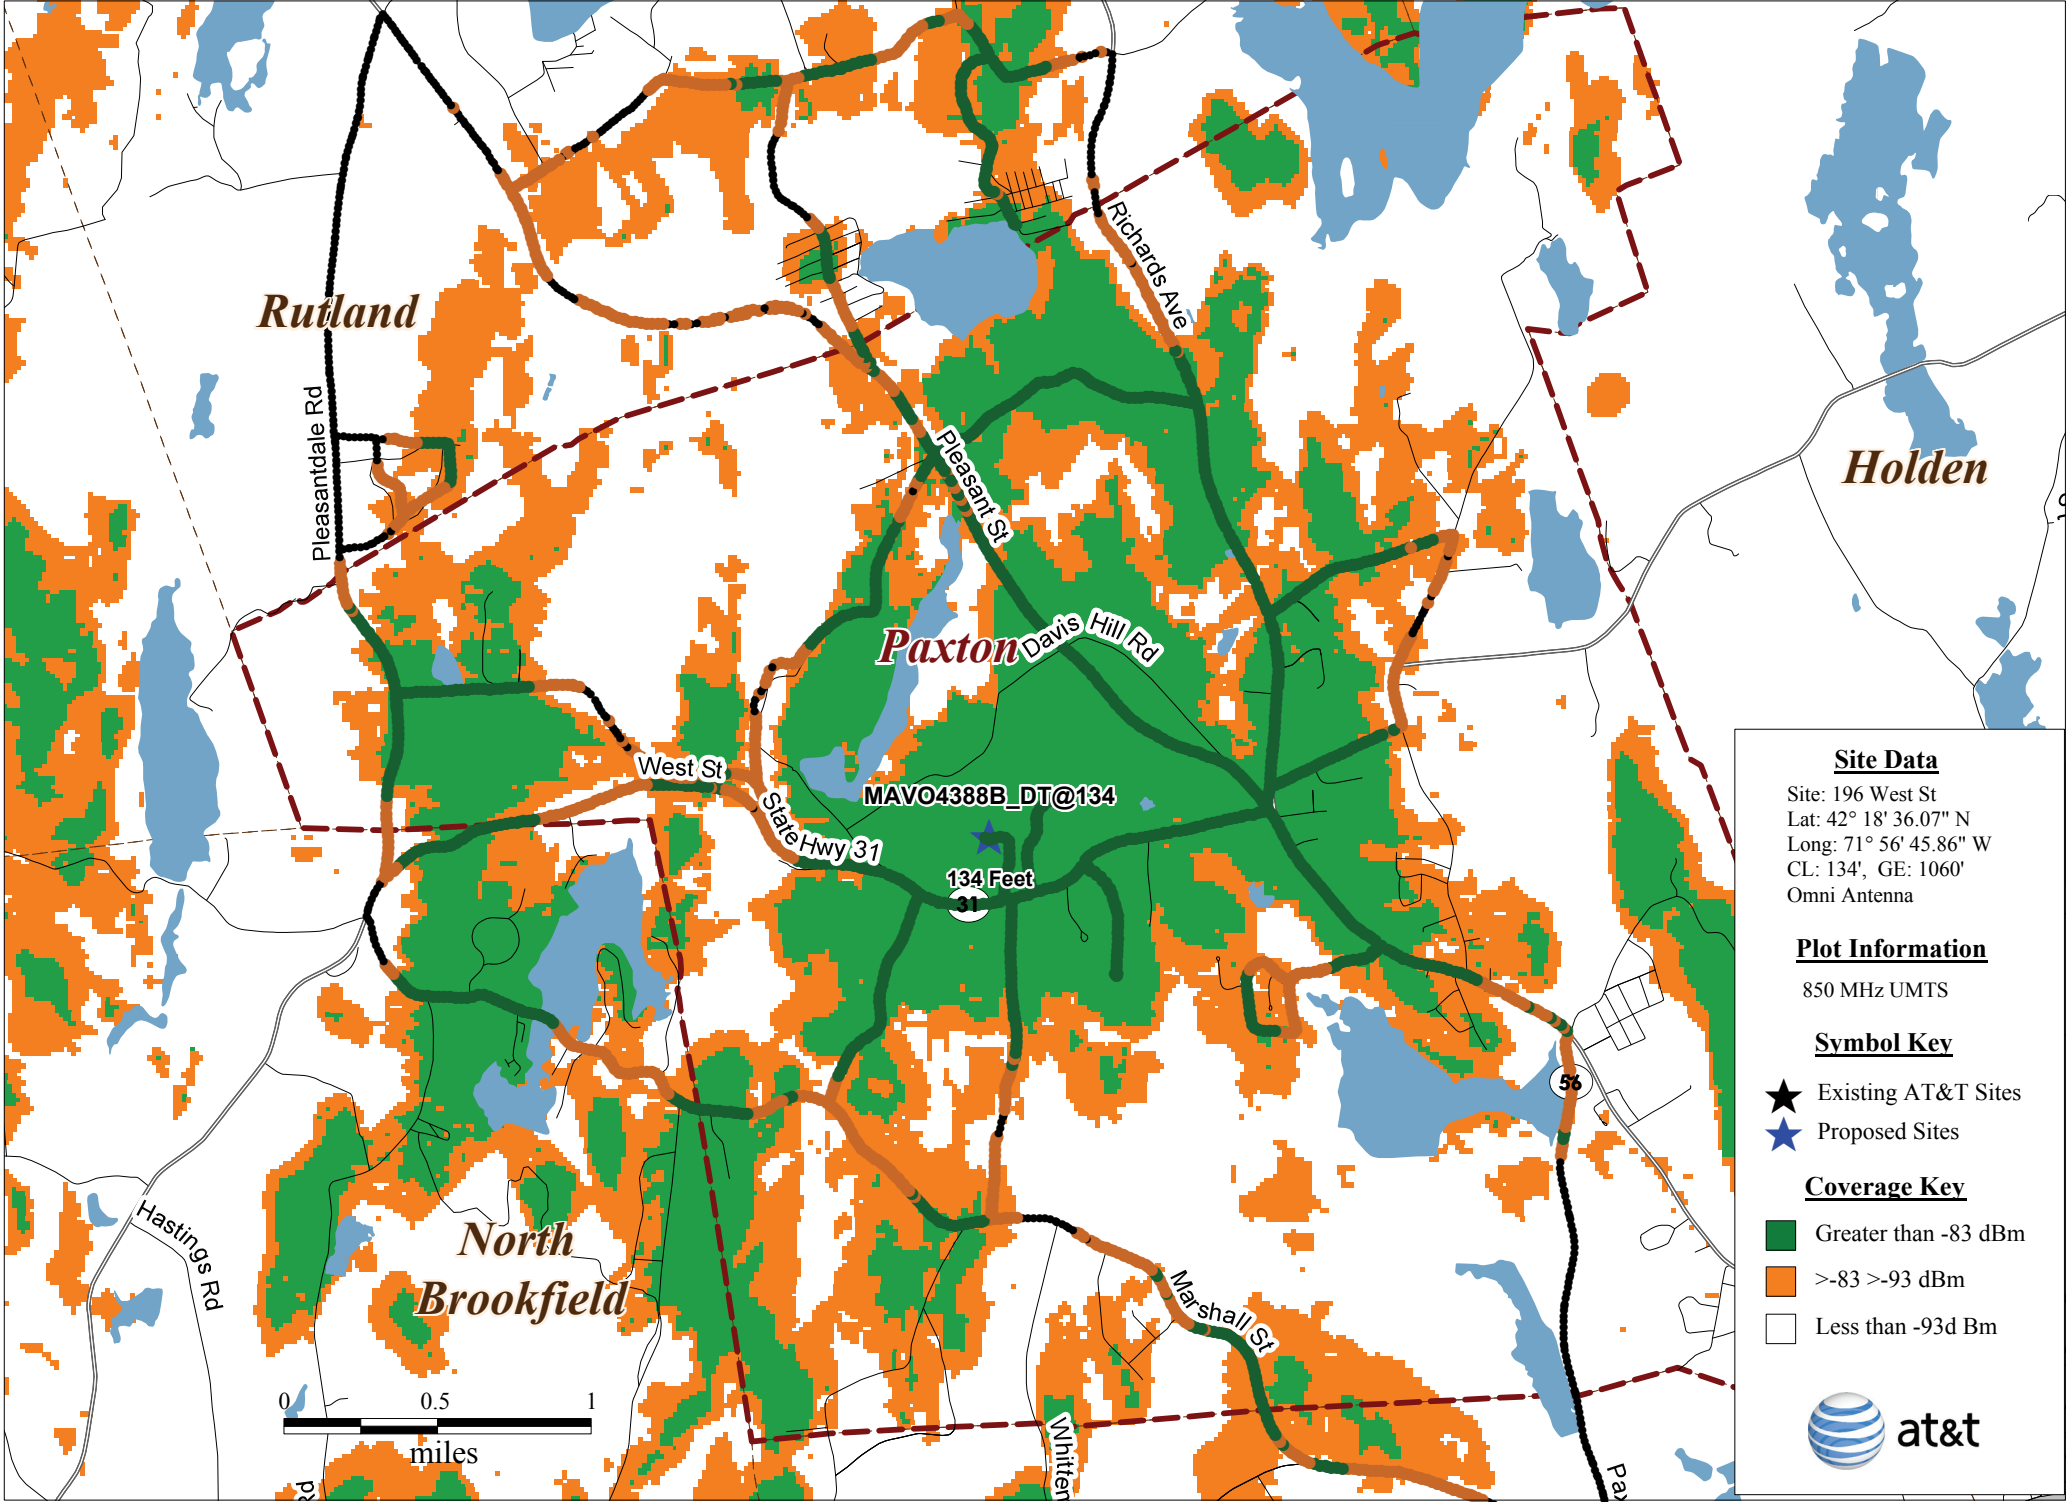 Rutland
Richards Ave
Pleasantdale Rd
Pleasant St
Holden
Paxton
Davis Hill Rd
West St
MAVO4388B_DT@134
State Hwy 31
134 Feet
31
56
Hastings Rd
North
Brookfield
Marshall St
Whitten
Pax
Rd
0 0.5 1
miles
Site Data
Site: 196 West St
Lat: 42° 18' 36.07" N
Long: 71° 56' 45.86" W
CL: 134', GE: 1060'
Omni Antenna
Plot Information
850 MHz UMTS
Symbol Key
Existing AT&T Sites
Proposed Sites
Coverage Key
Greater than -83 dBm
>-83 >-93 dBm
Less than -93d Bm
at&t